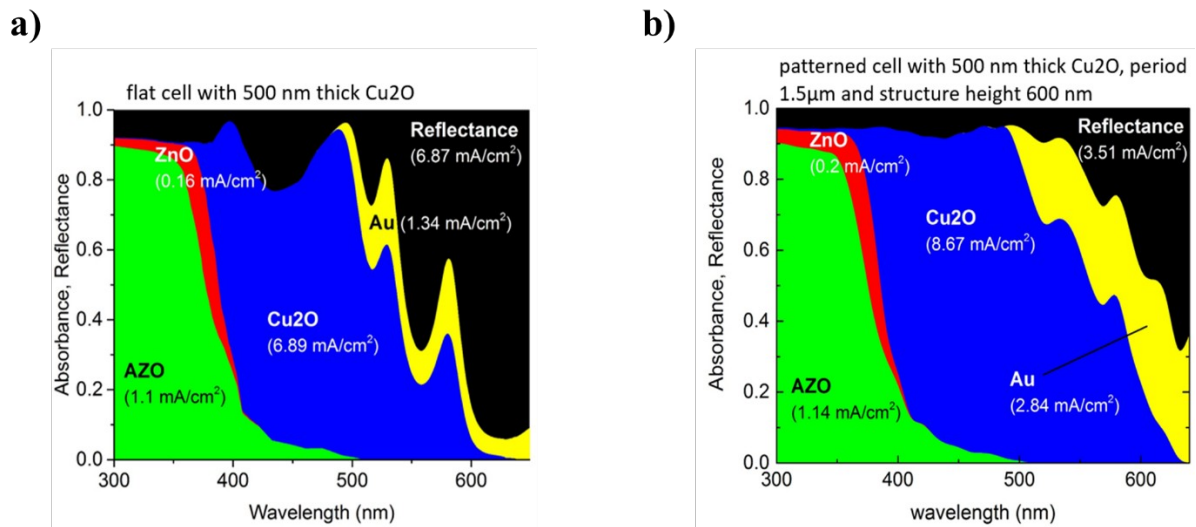 a)
flat cell with 500 nm thick Cu2O
1.0
0.8
0.6
0.4
0.2
0.0
Absorbance, Reflectance
Reflectance
(6.87 mA/cm²)
ZnO
(0.16 mA/cm²)
Au (1.34 mA/cm²)
Cu2O
(6.89 mA/cm²)
AZO
(1.1 mA/cm²)
300 400 500 600
Wavelength (nm)
b)
patterned cell with 500 nm thick Cu2O, period
1.5µm and structure height 600 nm
1.0
0.8
0.6
0.4
0.2
0.0
Absorbance, Reflectance
Reflectance
(3.51 mA/cm²)
ZnO
(0.2 mA/cm²)
Cu2O
(8.67 mA/cm²)
Au
(2.84 mA/cm²)
AZO
(1.14 mA/cm²)
300 400 500 600
wavelength (nm)